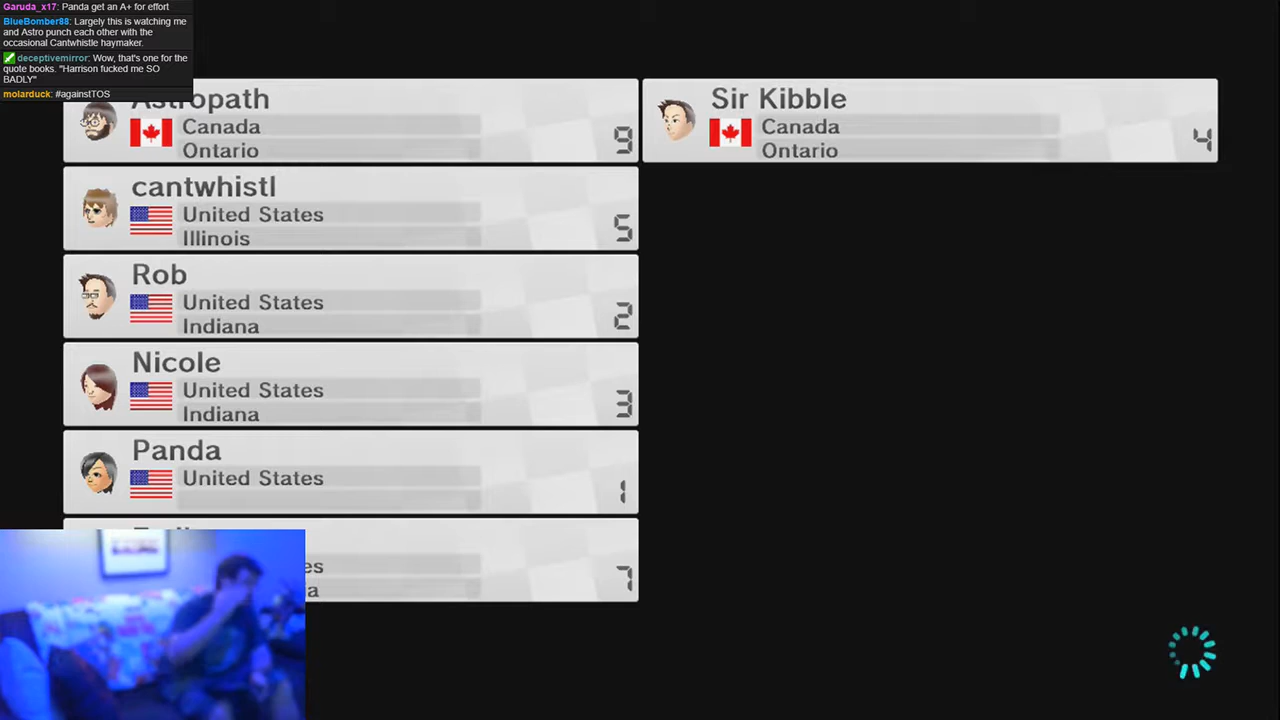 Garuda_x17: Panda get an A+ for effort
BlueBomber88: Largely this is watching me
and Astro punch each other with the
occasional Cantwhistle haymaker.
deceptivemirror: Wow, that's one for the
quote books. "Harrison fucked me SO
BADLY"
molarduck: #againstTOS
Astropath
Canada
Ontario
9
Sir Kibble
Canada
Ontario
4
cantwhistl
United States
Illinois
5
Rob
United States
Indiana
2
Nicole
United States
Indiana
3
Panda
United States
1
es
a
7